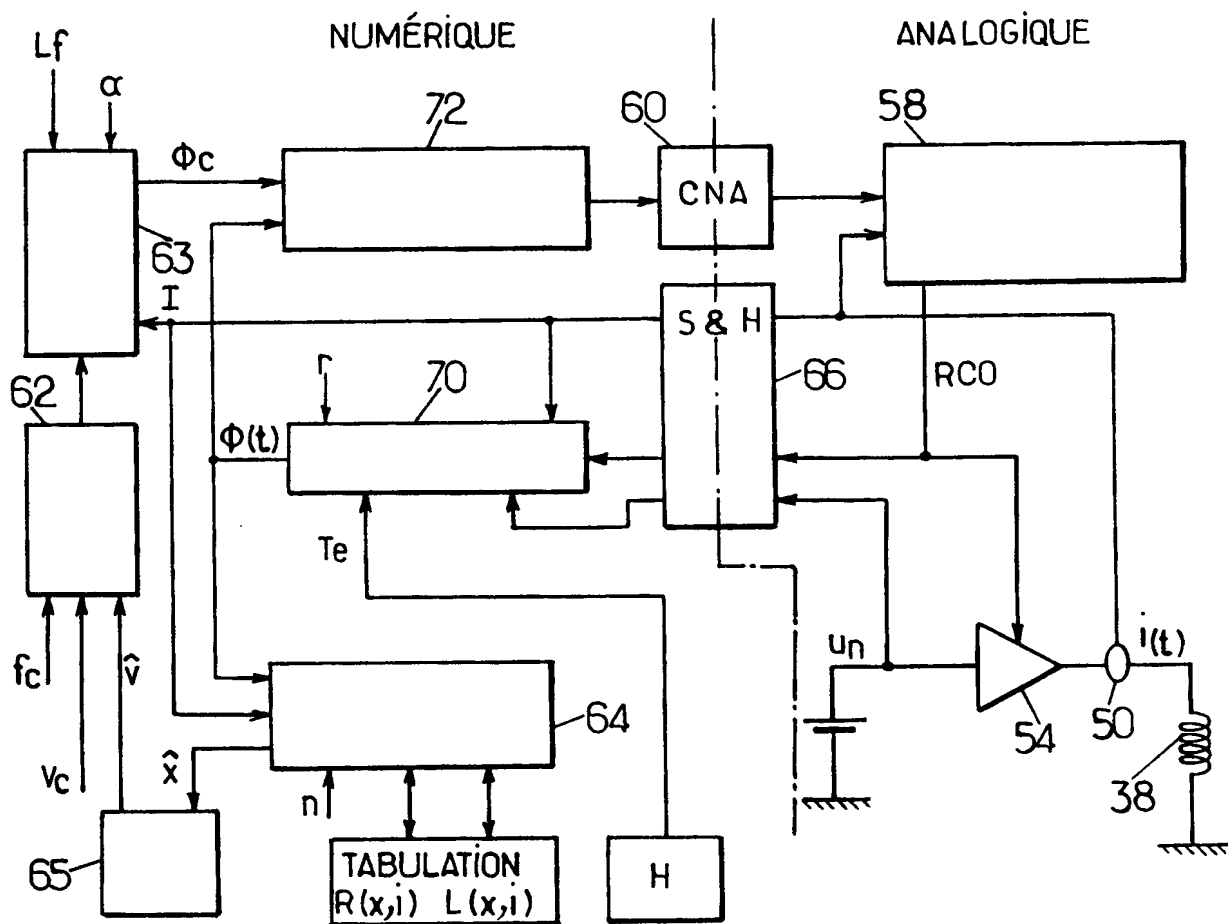 NUMÉRIQUE
ANALOGIQUE
Lf
α
72
60
58
Φc
CNA
63
I
S & H
66
RCO
62
r
70
Φ(t)
Te
fc
v̂
vc
x̂
64
n
un
54
50
i(t)
38
65
TABULATION
R(x,i) L(x,i)
H